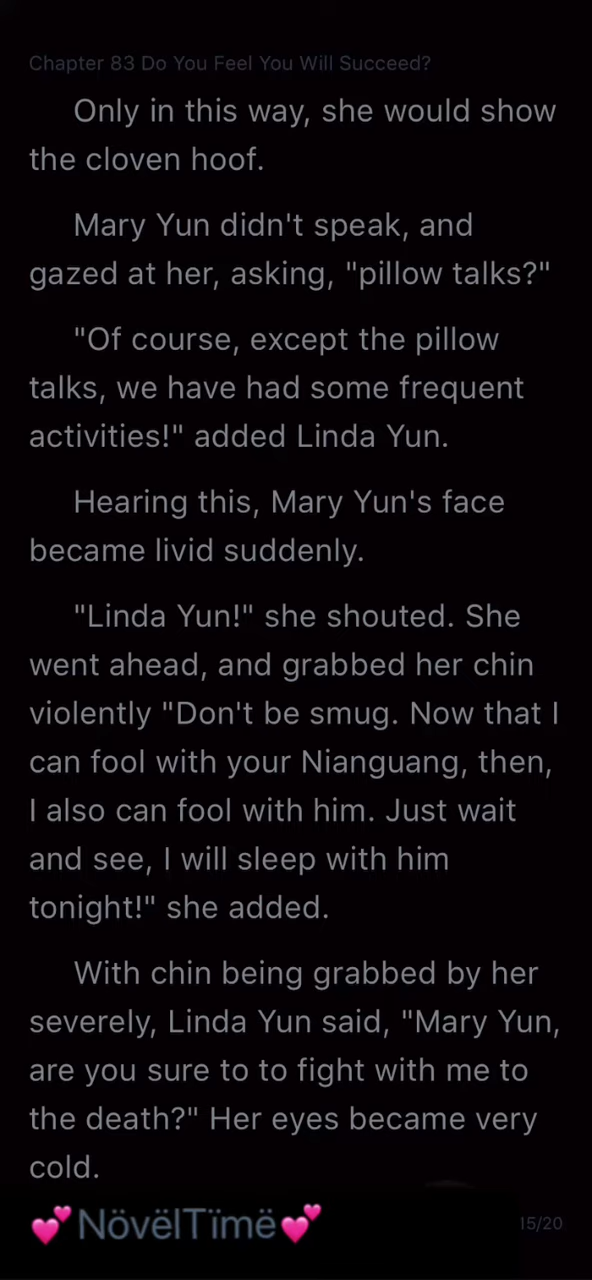 Chapter 83 Do You Feel You Will Succeed?
Only in this way, she would show
the cloven hoof.
Mary Yun didn't speak, and
gazed at her, asking, "pillow talks?"
"Of course, except the pillow
talks, we have had some frequent
activities!" added Linda Yun.
Hearing this, Mary Yun's face
became livid suddenly.
"Linda Yun!" she shouted. She
went ahead, and grabbed her chin
violently "Don't be smug. Now that I
can fool with your Nianguang, then,
I also can fool with him. Just wait
and see, I will sleep with him
tonight!" she added.
With chin being grabbed by her
severely, Linda Yun said, "Mary Yun,
are you sure to to fight with me to
the death?" Her eyes became very
cold.
💕NövëlTïmë💕
15/20